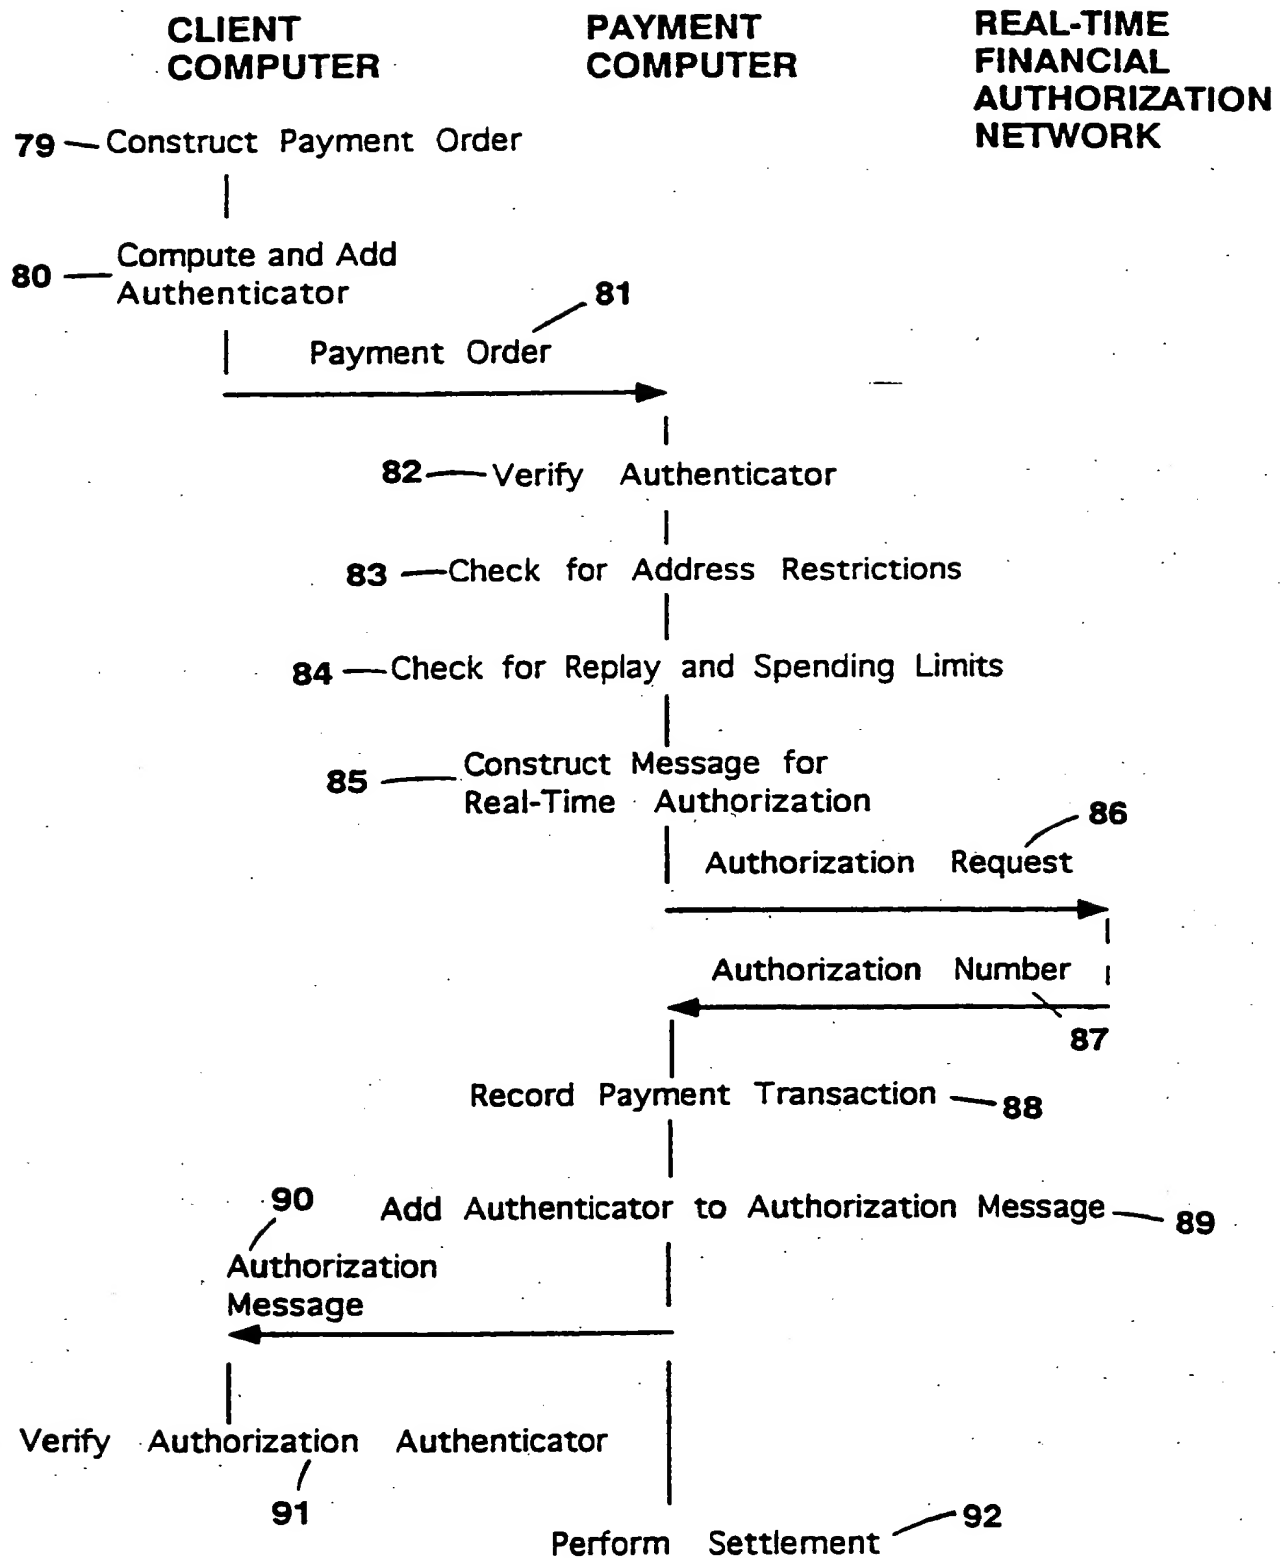 CLIENT
COMPUTER
PAYMENT
COMPUTER
REAL-TIME
FINANCIAL
AUTHORIZATION
NETWORK
79 Construct Payment Order
80 Compute and Add
Authenticator
81
Payment Order
82 Verify Authenticator
83 Check for Address Restrictions
84 Check for Replay and Spending Limits
85 Construct Message for
Real-Time Authorization
86
Authorization Request
Authorization Number
87
Record Payment Transaction 88
90
Add Authenticator to Authorization Message 89
Authorization
Message
Verify Authorization Authenticator
91
92
Perform Settlement